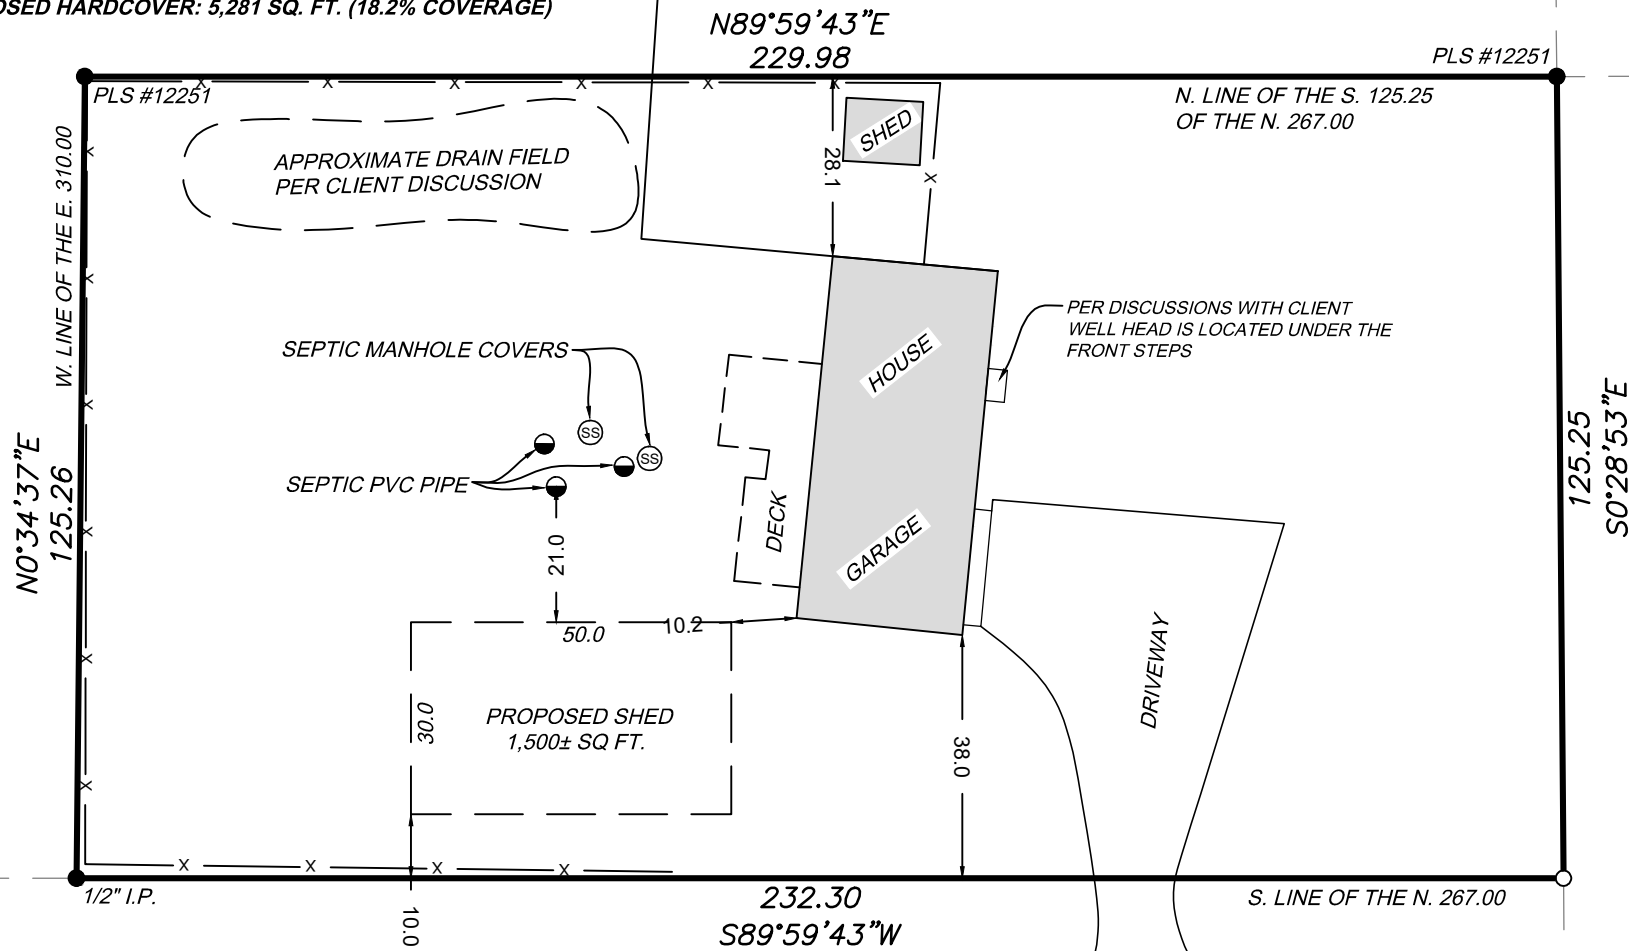 OSED HARDCOVER: 5,281 SQ. FT. (18.2% COVERAGE)
N89°59'43"E
229.98
PLS #12251
PLS #12251
N. LINE OF THE S. 125.25
OF THE N. 267.00
W. LINE OF THE E. 310.00
APPROXIMATE DRAIN FIELD
PER CLIENT DISCUSSION
28.1
SHED
X
X
X
X
X
X
X
X
X
X
X
X
X
PER DISCUSSIONS WITH CLIENT
WELL HEAD IS LOCATED UNDER THE
FRONT STEPS
SEPTIC MANHOLE COVERS
HOUSE
SS
SS
SEPTIC PVC PIPE
DECK
GARAGE
N0°34'37"E
125.26
125.25
S0°28'53"E
21.0
50.0
10.2
30.0
PROPOSED SHED
1,500± SQ FT.
38.0
DRIVEWAY
X
X
X
X
1/2" I.P.
10.0
232.30
S89°59'43"W
S. LINE OF THE N. 267.00